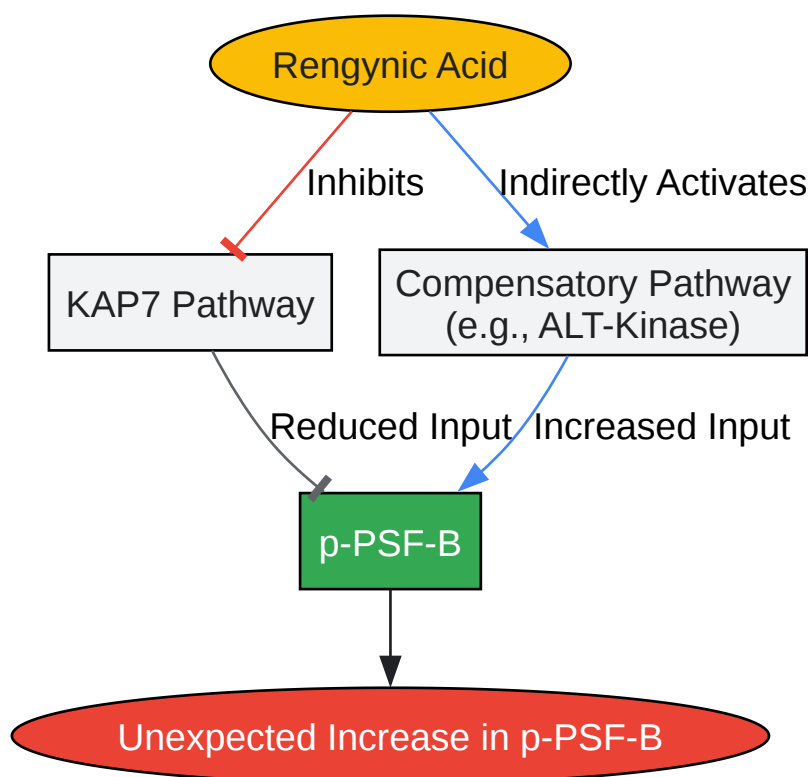 Rengynic Acid
Inhibits
Indirectly Activates
KAP7 Pathway
Compensatory Pathway
(e.g., ALT-Kinase)
Reduced Input
Increased Input
p-PSF-B
Unexpected Increase in p-PSF-B